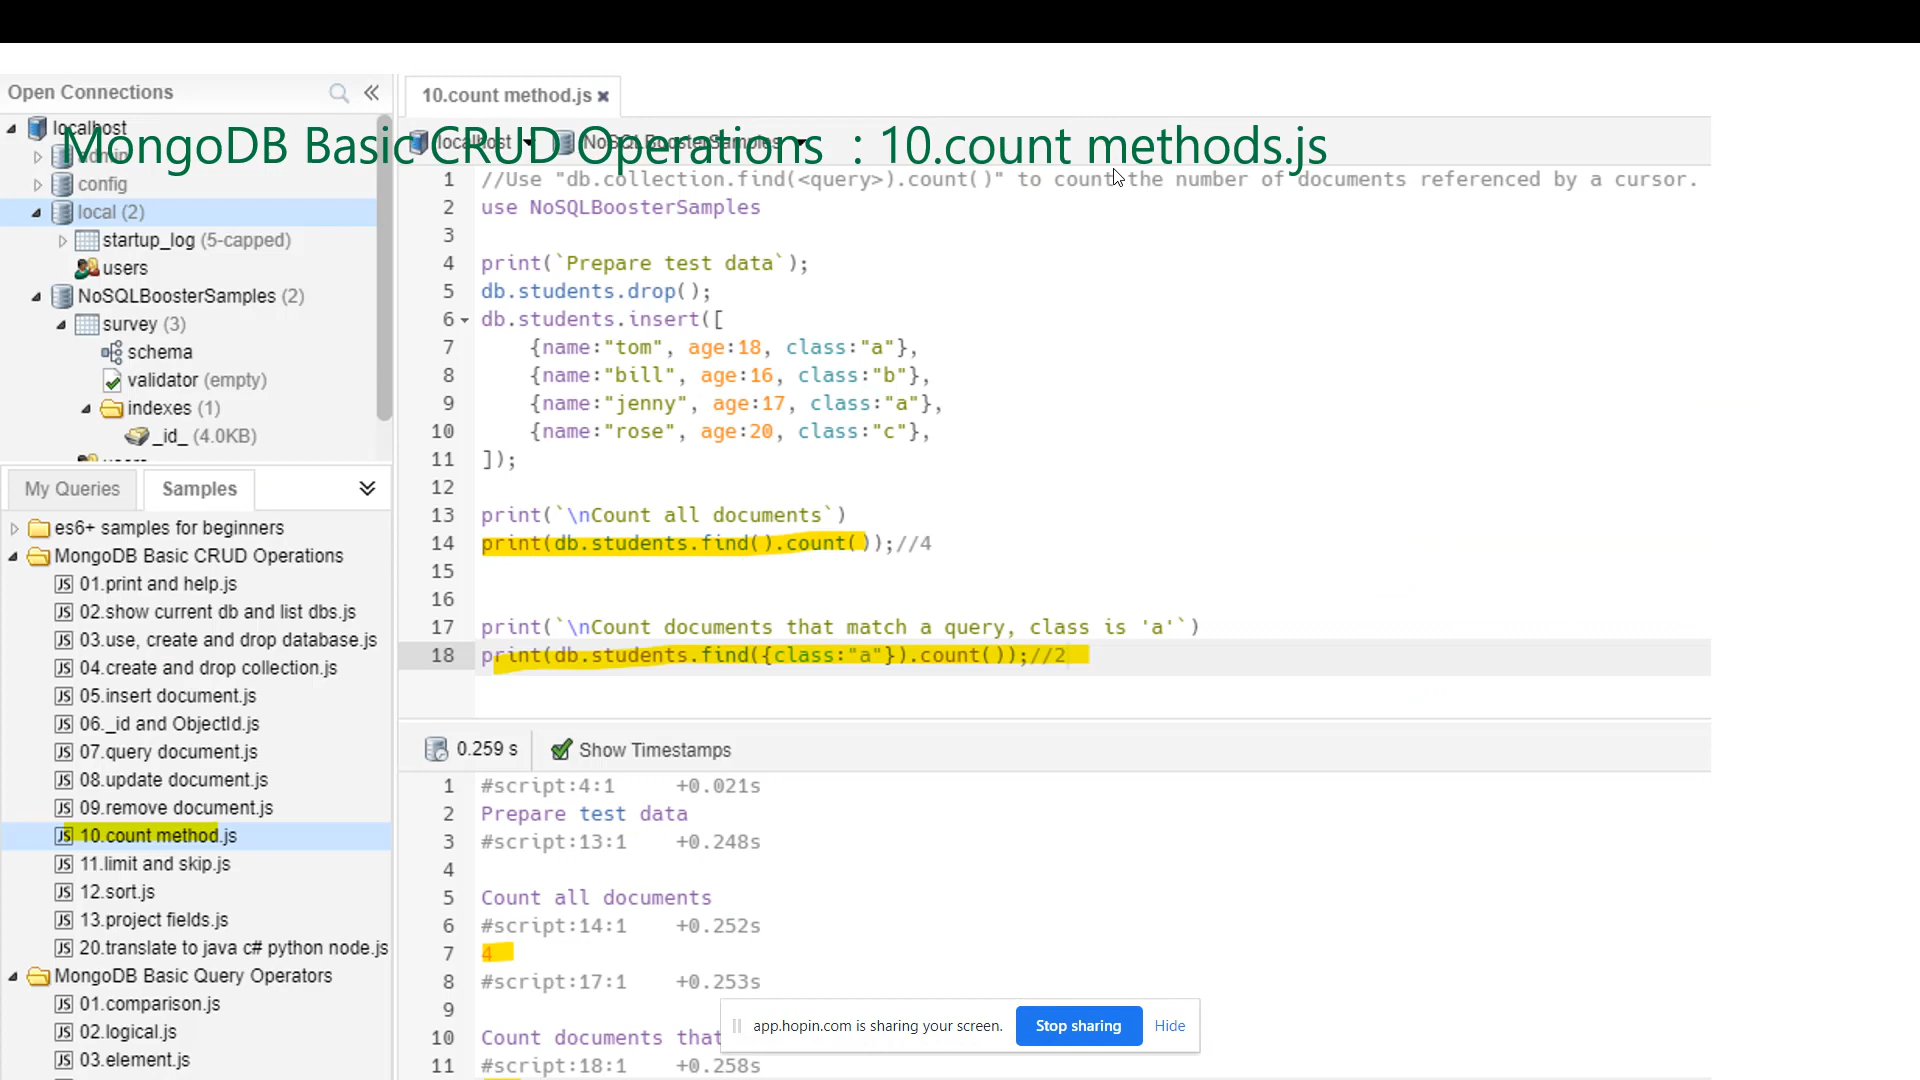 MongoDB Basic CRUD Operations : 10.count methods.js
Open Connections
localhost
admin
config
local (2)
startup_log (5-capped)
users
NoSQLBoosterSamples (2)
survey (3)
schema
validator (empty)
indexes (1)
_id_ (4.0KB)
My Queries
Samples
es6+ samples for beginners
MongoDB Basic CRUD Operations
01.print and help.js
02.show current db and list dbs.js
03.use, create and drop database.js
04.create and drop collection.js
05.insert document.js
06._id and ObjectId.js
07.query document.js
08.update document.js
09.remove document.js
10.count method.js
11.limit and skip.js
12.sort.js
13.project fields.js
20.translate to java c# python node.js
MongoDB Basic Query Operators
01.comparison.js
02.logical.js
03.element.js
10.count method.js
localhost NoSQLBoosterSamples
1 //Use "db.collection.find(<query>).count()" to count the number of documents referenced by a cursor.
2 use NoSQLBoosterSamples
3
4 print(`Prepare test data`);
5 db.students.drop();
6 db.students.insert([
7 {name:"tom", age:18, class:"a"},
8 {name:"bill", age:16, class:"b"},
9 {name:"jenny", age:17, class:"a"},
10 {name:"rose", age:20, class:"c"},
11 ]);
12
13 print(`\nCount all documents`)
14 print(db.students.find().count());//4
15
16
17 print(`\nCount documents that match a query, class is 'a'`)
18 print(db.students.find({class:"a"}).count());//2
0.259 s
Show Timestamps
1 #script:4:1 +0.021s
2 Prepare test data
3 #script:13:1 +0.248s
4
5 Count all documents
6 #script:14:1 +0.252s
7 4
8 #script:17:1 +0.253s
9
10 Count documents that
11 #script:18:1 +0.258s
app.hopin.com is sharing your screen.
Stop sharing
Hide